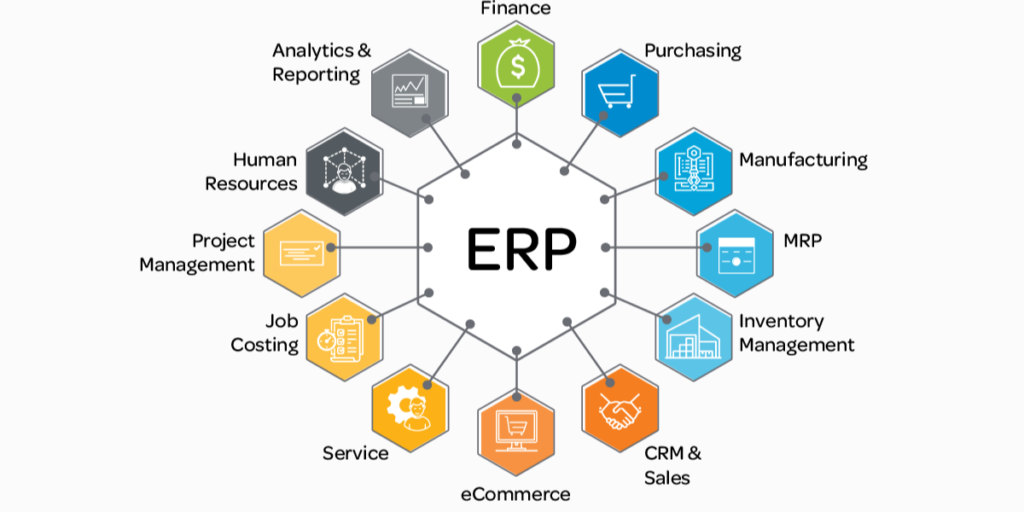 Finance
Analytics &
Reporting
Purchasing
$
Human
Resources
Manufacturing
Project
Management
ERP
MRP
Job
Costing
Inventory
Management
Service
CRM &
Sales
eCommerce